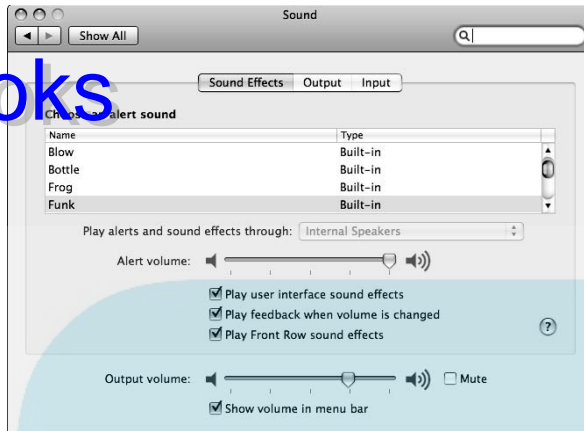 Sound
Show All
oks
Sound Effects Output Input
Choose an alert sound
Name Type
Blow Built-in
Bottle Built-in
Frog Built-in
Funk Built-in
Play alerts and sound effects through: Internal Speakers
Alert volume:
Play user interface sound effects
Play feedback when volume is changed
Play Front Row sound effects
?
Output volume: Mute
Show volume in menu bar